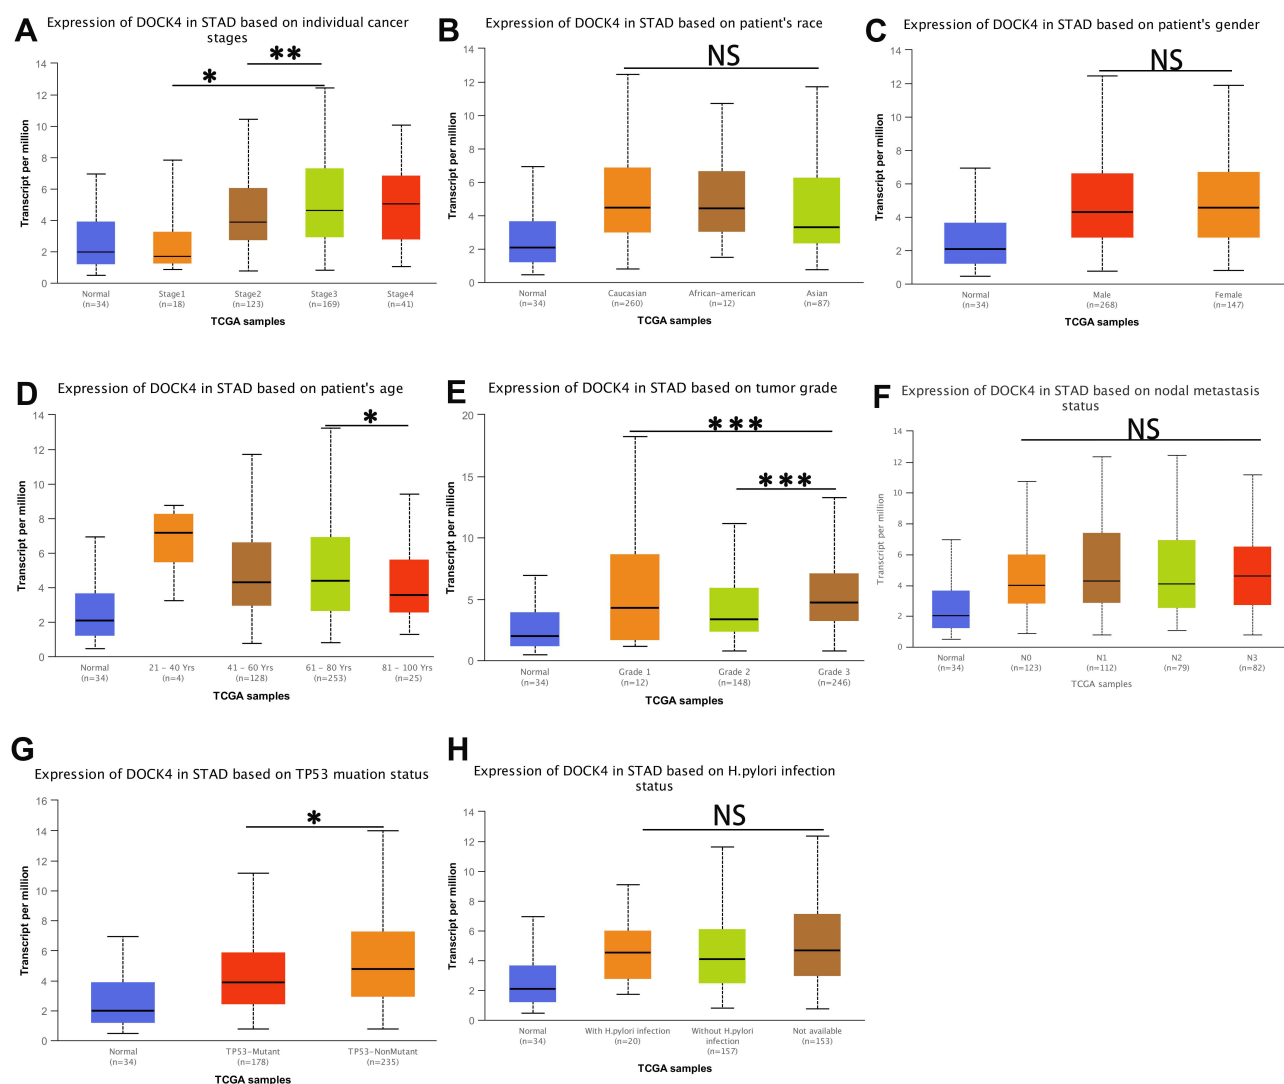 A
Expression of DOCK4 in STAD based on individual cancer
stages
**
*
Transcript per million
14
12
10
8
6
4
2
0
Normal
(n=34)
Stage1
(n=18)
Stage2
(n=123)
Stage3
(n=169)
Stage4
(n=41)
TCGA samples
B
Expression of DOCK4 in STAD based on patient's race
NS
Transcript per million
14
12
10
8
6
4
2
0
Normal
(n=34)
Caucasian
(n=260)
African-american
(n=12)
Asian
(n=87)
TCGA samples
C
Expression of DOCK4 in STAD based on patient's gender
NS
Transcript per million
14
12
10
8
6
4
2
0
Normal
(n=34)
Male
(n=268)
Female
(n=147)
TCGA samples
D
Expression of DOCK4 in STAD based on patient's age
*
Transcript per million
14
12
10
8
6
4
2
0
Normal
(n=34)
21 - 40 Yrs
(n=4)
41 - 60 Yrs
(n=128)
61 - 80 Yrs
(n=253)
81 - 100 Yrs
(n=25)
TCGA samples
E
Expression of DOCK4 in STAD based on tumor grade
***
***
Transcript per million
20
15
10
5
0
Normal
(n=34)
Grade 1
(n=12)
Grade 2
(n=148)
Grade 3
(n=246)
TCGA samples
F
Expression of DOCK4 in STAD based on nodal metastasis
status
NS
Transcript per million
14
12
10
8
6
4
2
0
Normal
(n=34)
N0
(n=123)
N1
(n=112)
N2
(n=79)
N3
(n=82)
TCGA samples
G
Expression of DOCK4 in STAD based on TP53 muation status
*
Transcript per million
16
14
12
10
8
6
4
2
0
Normal
(n=34)
TP53-Mutant
(n=178)
TP53-NonMutant
(n=235)
TCGA samples
H
Expression of DOCK4 in STAD based on H.pylori infection
status
NS
Transcript per million
14
12
10
8
6
4
2
0
Normal
(n=34)
With H.pylori infection
(n=20)
Without H.pylori
infection
(n=157)
Not available
(n=153)
TCGA samples